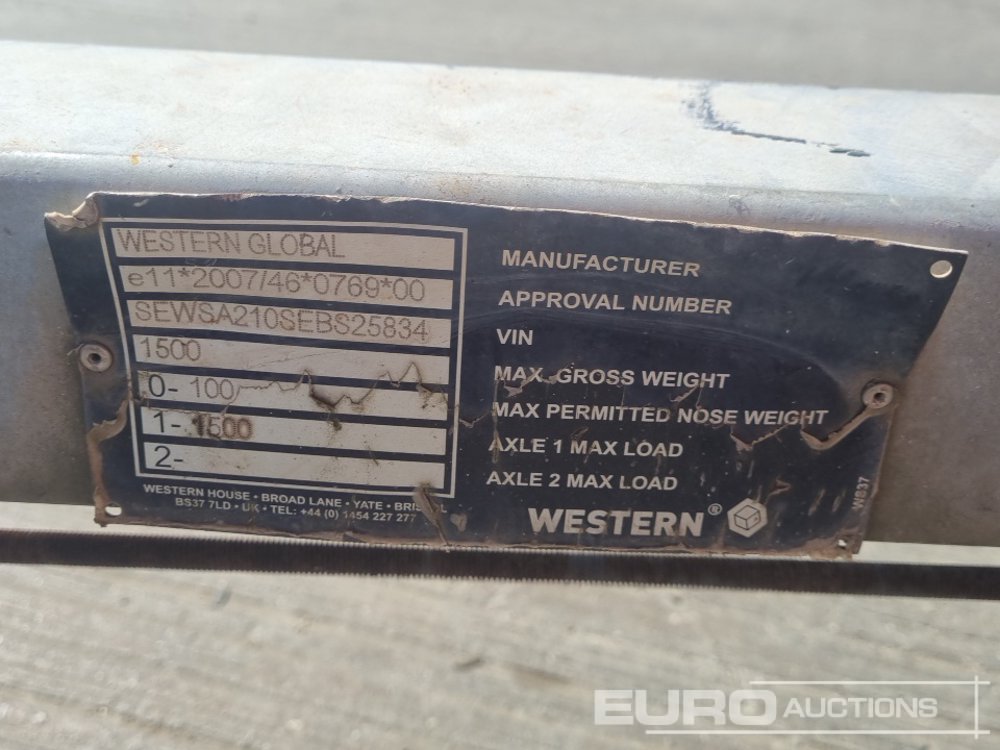 WESTERN GLOBAL MANUFACTURER
e11*2007/46*0769*00 APPROVAL NUMBER
SEWSA210SEBS25834 VIN
1500 MAX. GROSS WEIGHT
0- 100 MAX PERMITTED NOSE WEIGHT
1- 1500 AXLE 1 MAX LOAD
2- AXLE 2 MAX LOAD
WESTERN HOUSE • BROAD LANE • YATE • BRISTOL
BS37 7LD • UK • TEL: +44 (0) 1454 227 277
WESTERN®
WB37
EURO AUCTIONS